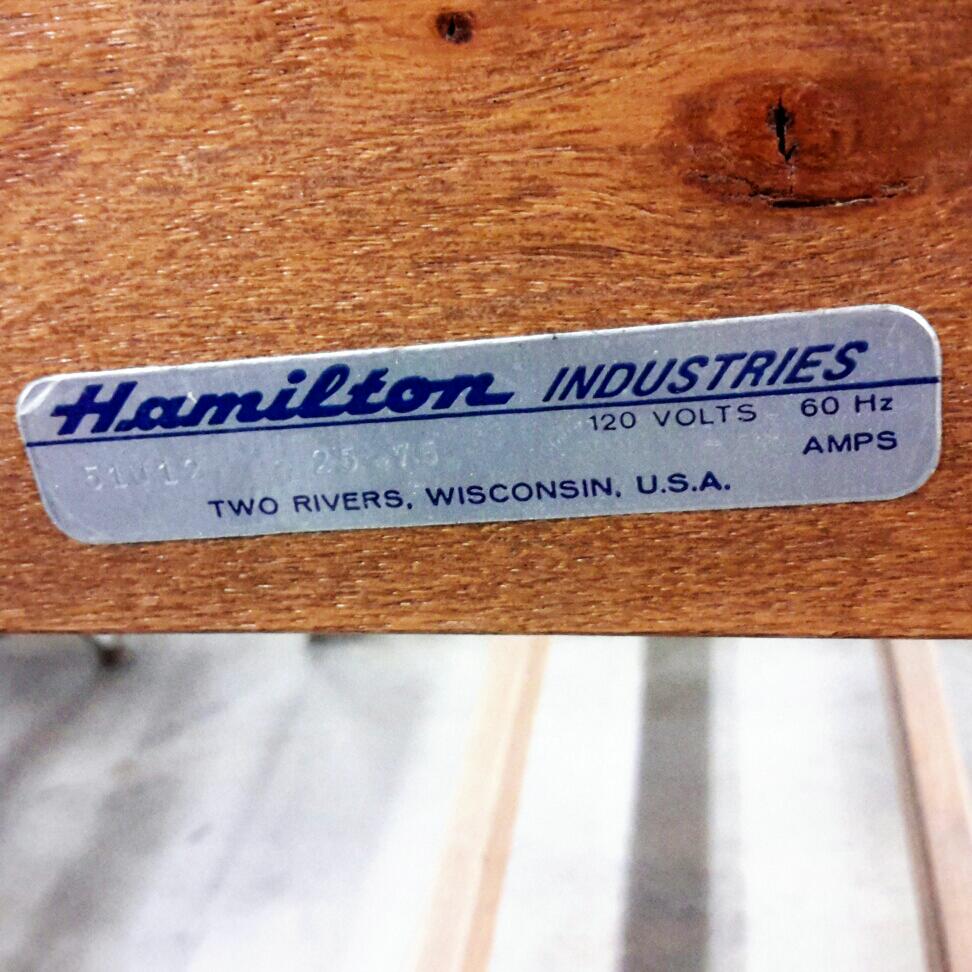 Hamilton INDUSTRIES
120 VOLTS 60 Hz
AMPS
TWO RIVERS, WISCONSIN, U.S.A.